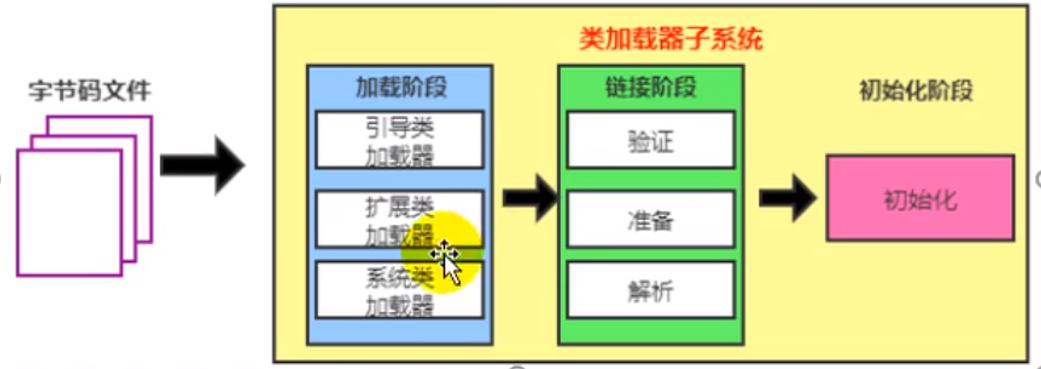 类加载器子系统
字节码文件
加载阶段
引导类
加载器
扩展类
加载器
系统类
加载器
链接阶段
验证
准备
解析
初始化阶段
初始化